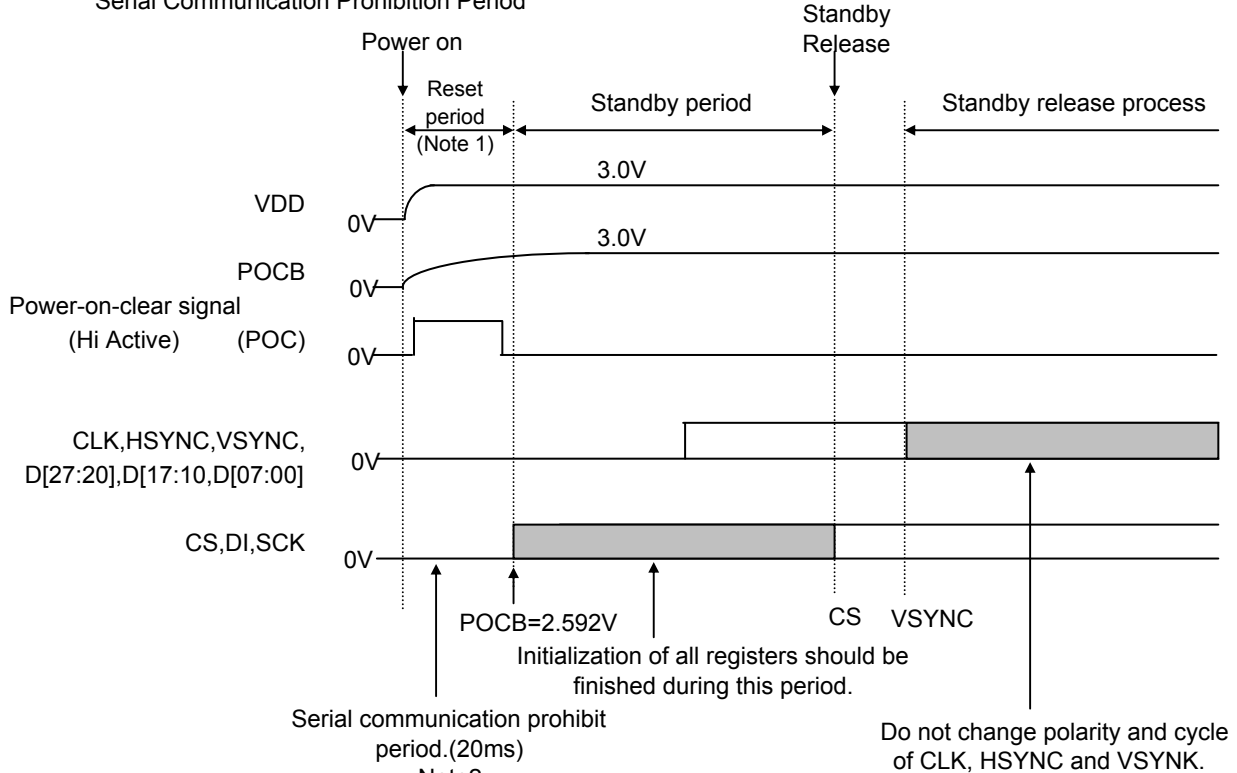 Serial Communication Prohibition Period
Standby
Release
Power on
Reset
period
(Note 1)
Standby period
Standby release process
3.0V
VDD
0V
3.0V
POCB
0V
Power-on-clear signal
(Hi Active) (POC)
0V
CLK,HSYNC,VSYNC,
D[27:20],D[17:10,D[07:00]
0V
CS,DI,SCK
0V
POCB=2.592V
CS VSYNC
Initialization of all registers should be
finished during this period.
Serial communication prohibit
period.(20ms)
Note2
Do not change polarity and cycle
of CLK, HSYNC and VSYNK.